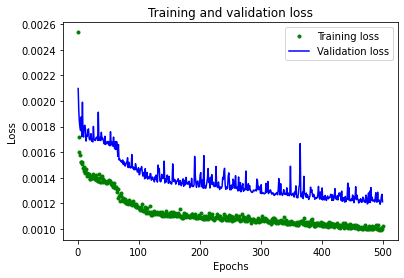 Training and validation loss
0.0026
0.0024
0.0022
0.0020
0.0018
0.0016
0.0014
0.0012
0.0010
Loss
Training loss
Validation loss
0 100 200 300 400 500
Epochs